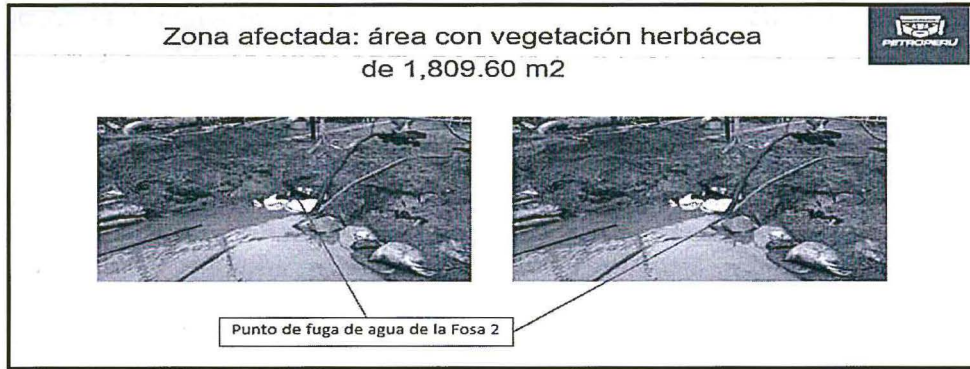 Zona afectada: área con vegetación herbácea
de 1,809.60 m2
PETROPERÚ
Punto de fuga de agua de la Fosa 2